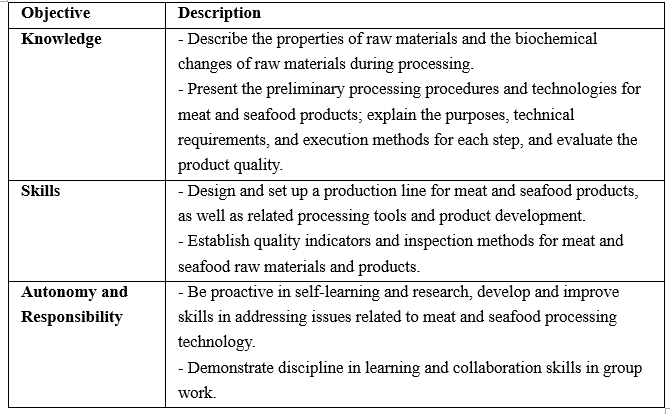 Objective Description
Knowledge - Describe the properties of raw materials and the biochemical
changes of raw materials during processing.
- Present the preliminary processing procedures and technologies for
meat and seafood products; explain the purposes, technical
requirements, and execution methods for each step, and evaluate the
product quality.
Skills - Design and set up a production line for meat and seafood products,
as well as related processing tools and product development.
- Establish quality indicators and inspection methods for meat and
seafood raw materials and products.
Autonomy and - Be proactive in self-learning and research, develop and improve
Responsibility skills in addressing issues related to meat and seafood processing
technology.
- Demonstrate discipline in learning and collaboration skills in group
work.